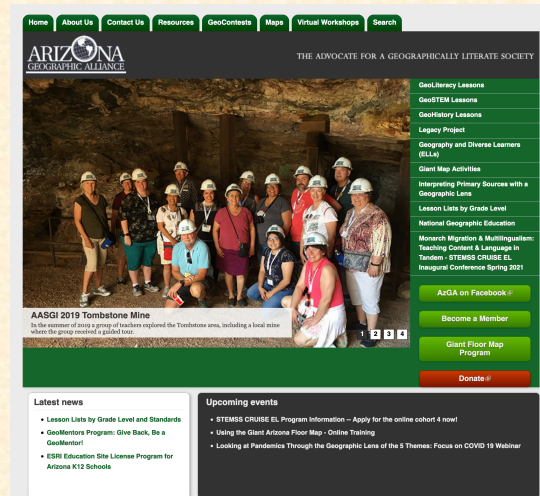 Home
About Us
Contact Us
Resources
GeoContests
Maps
Virtual Workshops
Search
ARIZONA
GEOGRAPHIC ALLIANCE
THE ADVOCATE FOR A GEOGRAPHICALLY LITERATE SOCIETY
GeoLiteracy Lessons
GeoSTEM Lessons
GeoHistory Lessons
Legacy Project
Geography and Diverse Learners
(ELLs)
Giant Map Activities
Interpreting Primary Sources with a
Geographic Lens
Lesson Lists by Grade Level
National Geographic Education
Monarch Migration & Multilingualism:
Teaching Content & Language in
Tandem - STEMSS CRUISE EL
Inaugural Conference Spring 2021
AzGA on Facebook
Become a Member
Giant Floor Map
Program
Donate
AASGI 2019 Tombstone Mine
In the summer of 2019 a group of teachers explored the Tombstone area, including a local mine
where the group received a guided tour.
1 2 3 4
Latest news
Lesson Lists by Grade Level and Standards
GeoMentors Program: Give Back, Be a
GeoMentor!
ESRI Education Site License Program for
Arizona K12 Schools
Upcoming events
STEMSS CRUISE EL Program Information -- Apply for the online cohort 4 now!
Using the Giant Arizona Floor Map - Online Training
Looking at Pandemics Through the Geographic Lens of the 5 Themes: Focus on COVID 19 Webinar